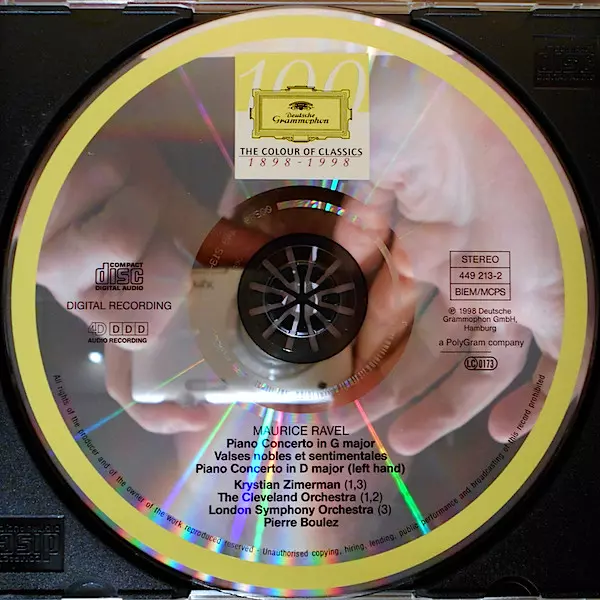 100
Deutsche
Grammophon
THE COLOUR OF CLASSICS
1898-1998
COMPACT
disc
DIGITAL AUDIO
DIGITAL RECORDING
4D DDD
AUDIO RECORDING
STEREO
449 213-2
BIEM/MCPS
℗ 1998 Deutsche
Grammophon GmbH,
Hamburg
a PolyGram company
LC 0173
MAURICE RAVEL
Piano Concerto in G major
Valses nobles et sentimentales
Piano Concerto in D major (left hand)
Krystian Zimerman (1,3)
The Cleveland Orchestra (1,2)
London Symphony Orchestra (3)
Pierre Boulez
All rights of the producer and of the owner of the work reproduced reserved - Unauthorised copying, hiring, lending, public performance and broadcasting of this record prohibited
disc